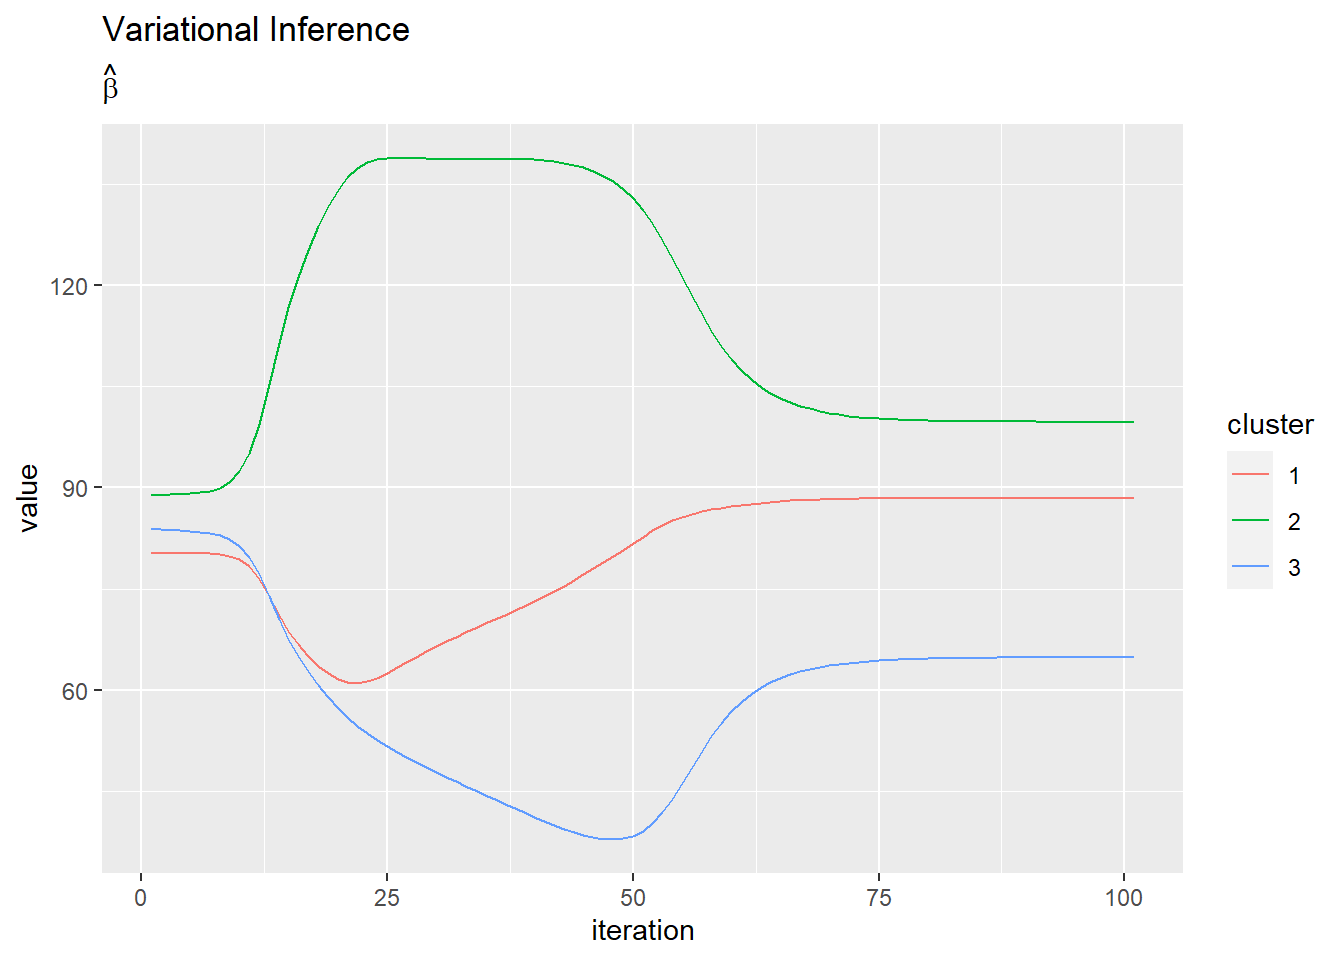 Variational Inference
β̂
120
90
60
value
0 25 50 75 100
iteration
cluster
1
2
3